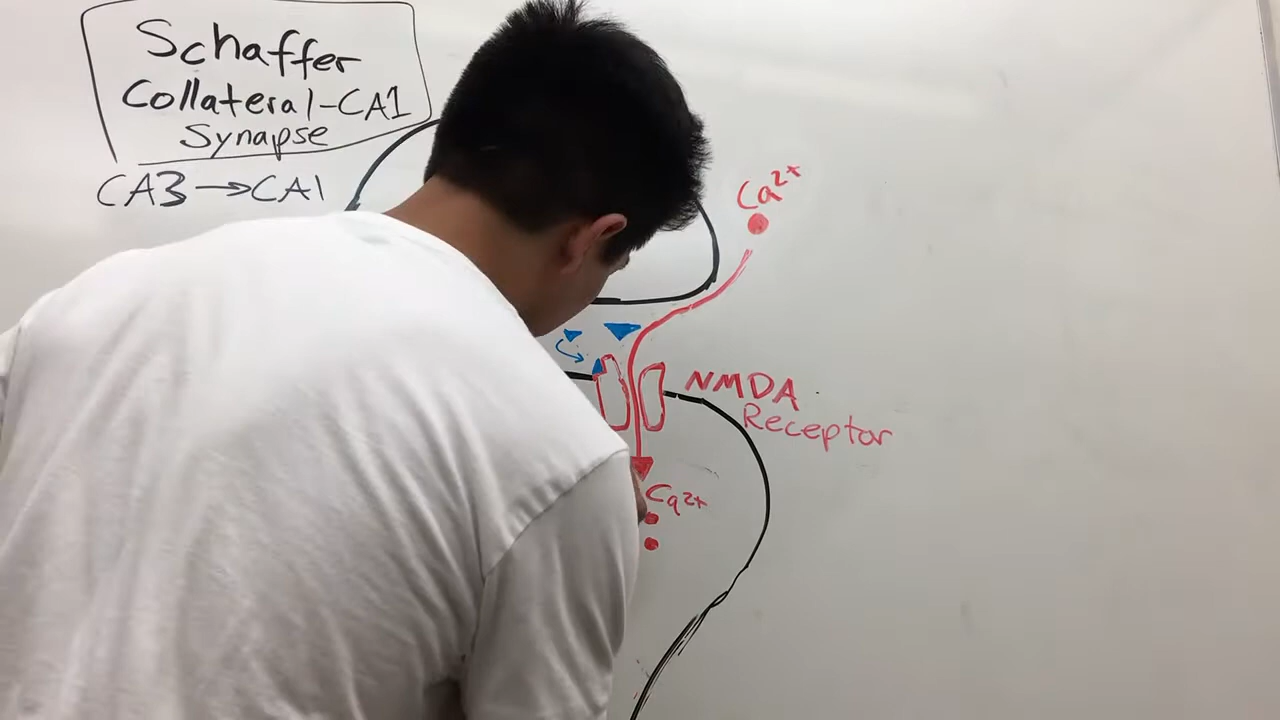 Schaffer
Collateral-CA1
Synapse
CA3→CA1
Ca2+
NMDA
Receptor
Ca2+